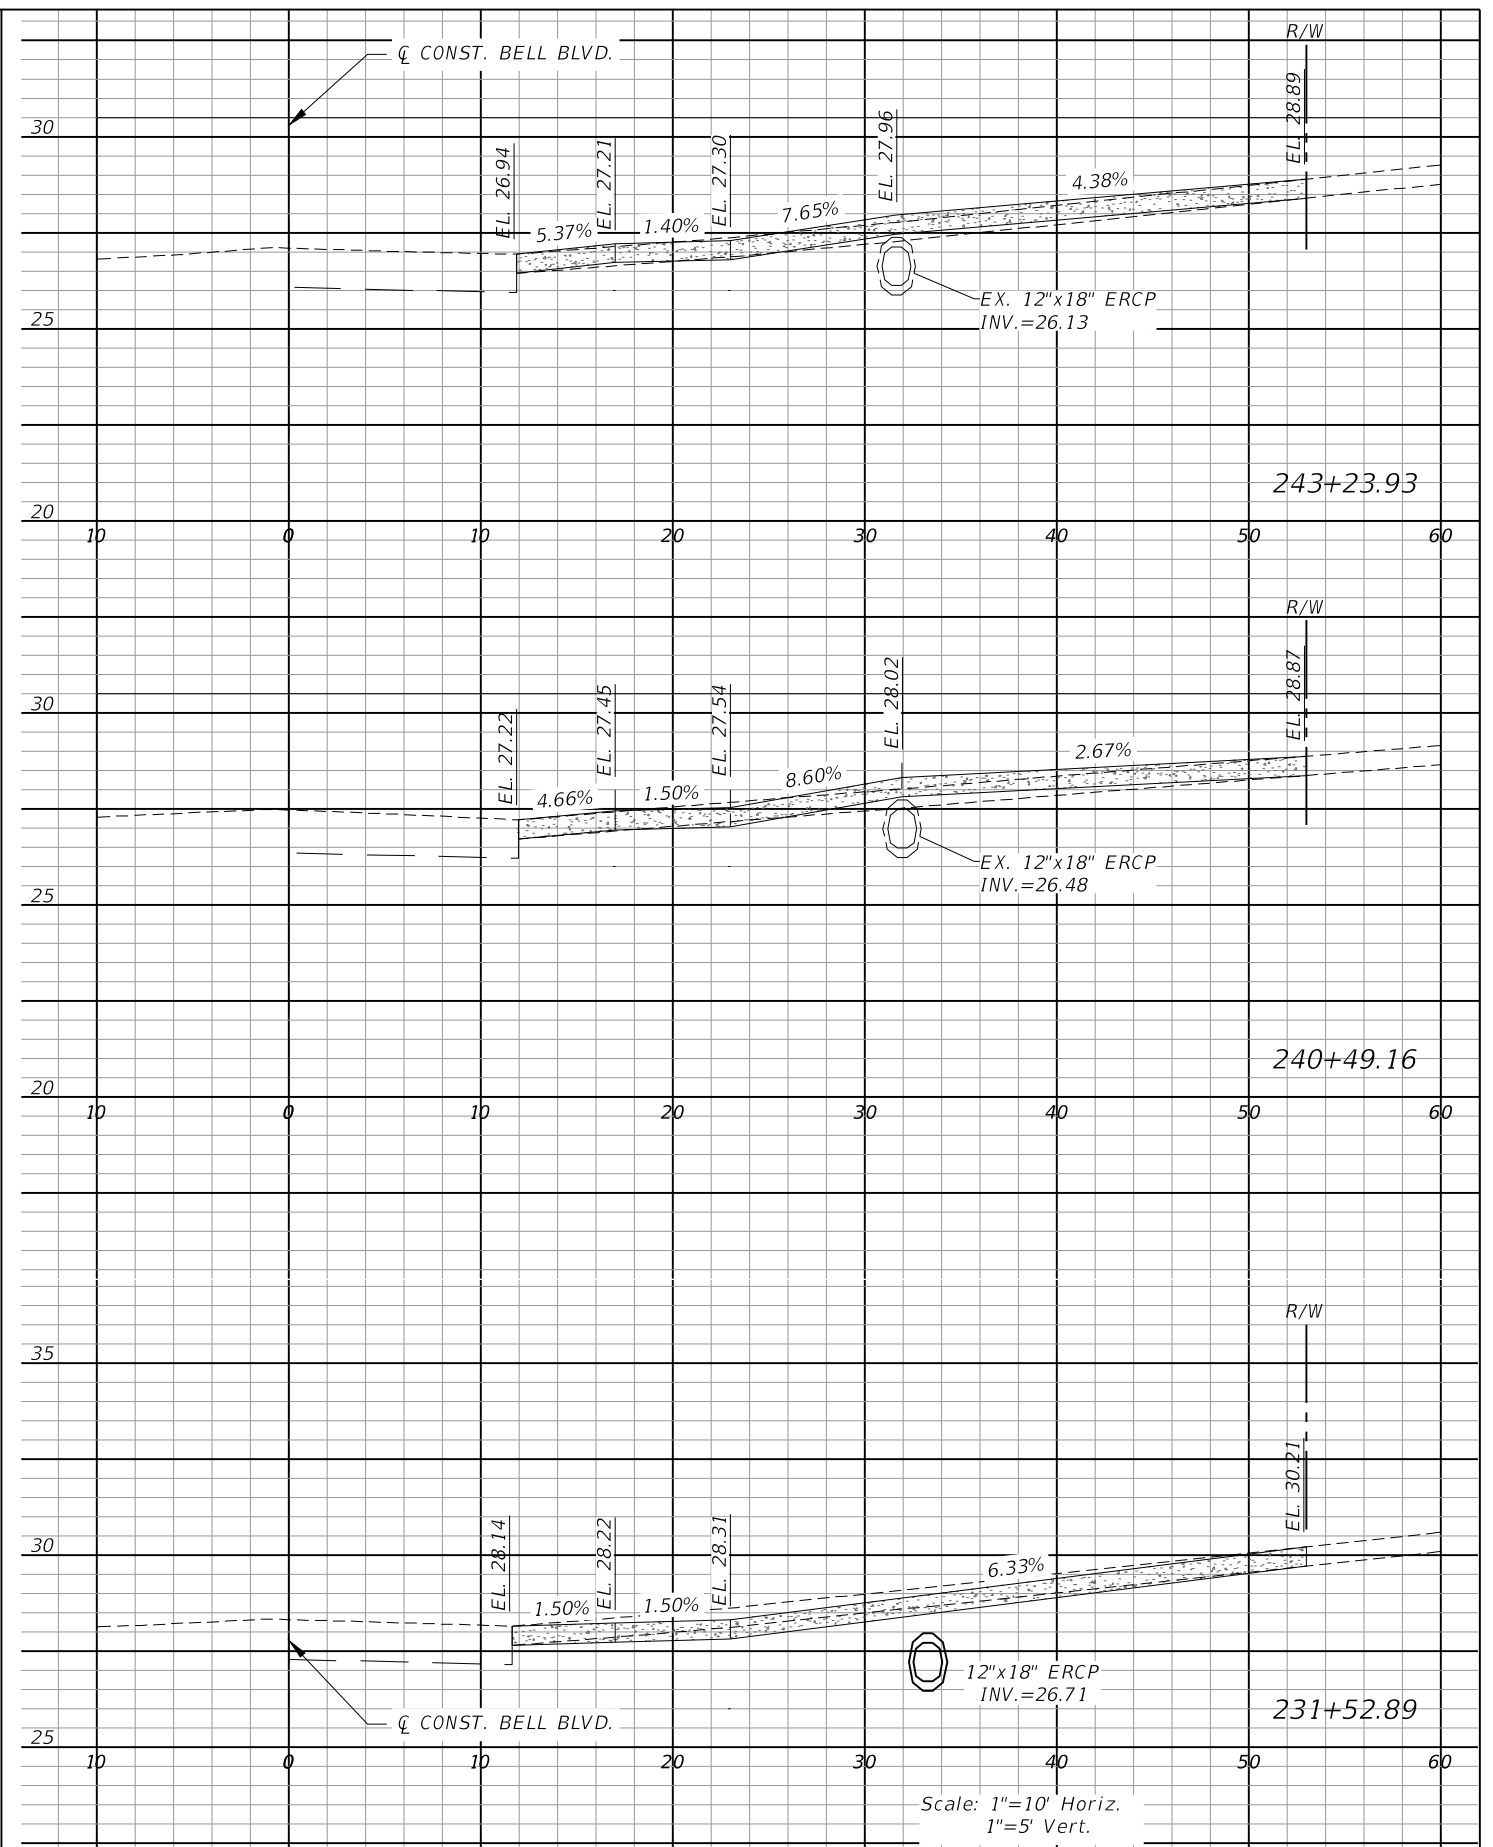 R/W
℄ CONST. BELL BLVD.
EL. 28.89
30
EL. 27.96
EL. 27.30
EL. 27.21
EL. 26.94
4.38%
7.65%
1.40%
5.37%
EX. 12"x18" ERCP
INV.=26.13
25
243+23.93
20
10 0 10 20 30 40 50 60
R/W
EL. 28.87
EL. 28.02
30
EL. 27.54
EL. 27.45
EL. 27.22
2.67%
8.60%
1.50%
4.66%
EX. 12"x18" ERCP
INV.=26.48
25
240+49.16
20
10 0 10 20 30 40 50 60
R/W
35
EL. 30.21
30
EL. 28.14
EL. 28.22
EL. 28.31
6.33%
1.50%
1.50%
12"x18" ERCP
INV.=26.71
231+52.89
℄ CONST. BELL BLVD.
25
10 0 10 20 30 40 50 60
Scale: 1"=10' Horiz.
1"=5' Vert.